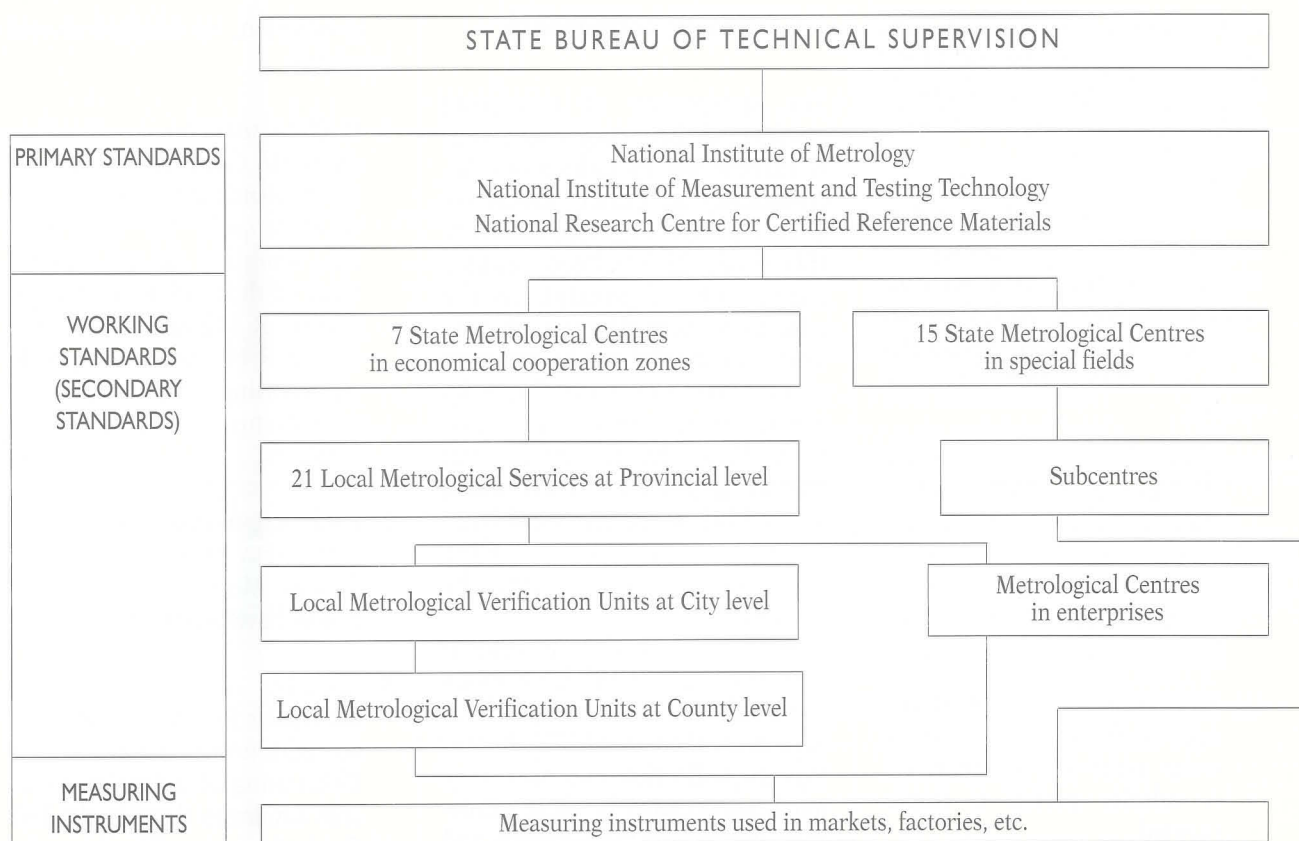 STATE BUREAU OF TECHNICAL SUPERVISION
PRIMARY STANDARDS
National Institute of Metrology
National Institute of Measurement and Testing Technology
National Research Centre for Certified Reference Materials
WORKING
STANDARDS
(SECONDARY
STANDARDS)
7 State Metrological Centres
in economical cooperation zones
15 State Metrological Centres
in special fields
21 Local Metrological Services at Provincial level
Subcentres
Local Metrological Verification Units at City level
Metrological Centres
in enterprises
Local Metrological Verification Units at County level
MEASURING
INSTRUMENTS
Measuring instruments used in markets, factories, etc.